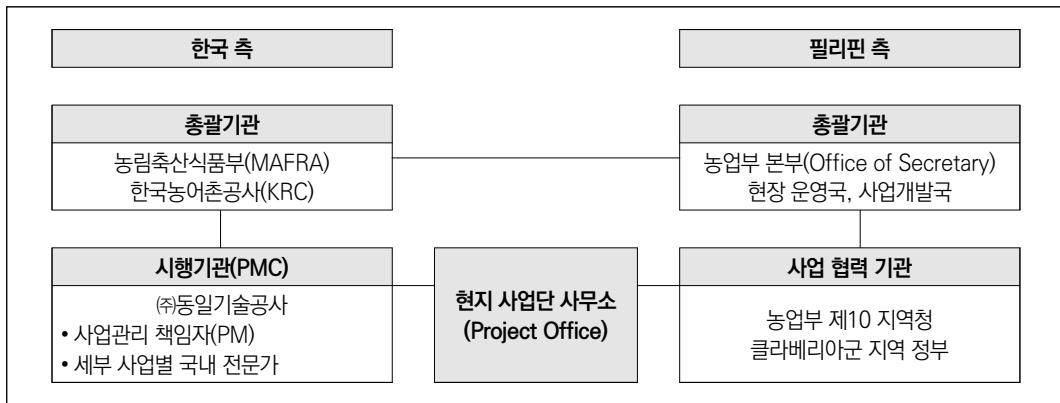 한국 측
필리핀 측
총괄기관
농림축산식품부(MAFRA)
한국농어촌공사(KRC)
총괄기관
농업부 본부(Office of Secretary)
현장 운영국, 사업개발국
시행기관(PMC)
㈜동일기술공사
• 사업관리 책임자(PM)
• 세부 사업별 국내 전문가
현지 사업단 사무소
(Project Office)
사업 협력 기관
농업부 제10 지역청
클라베리아군 지역 정부